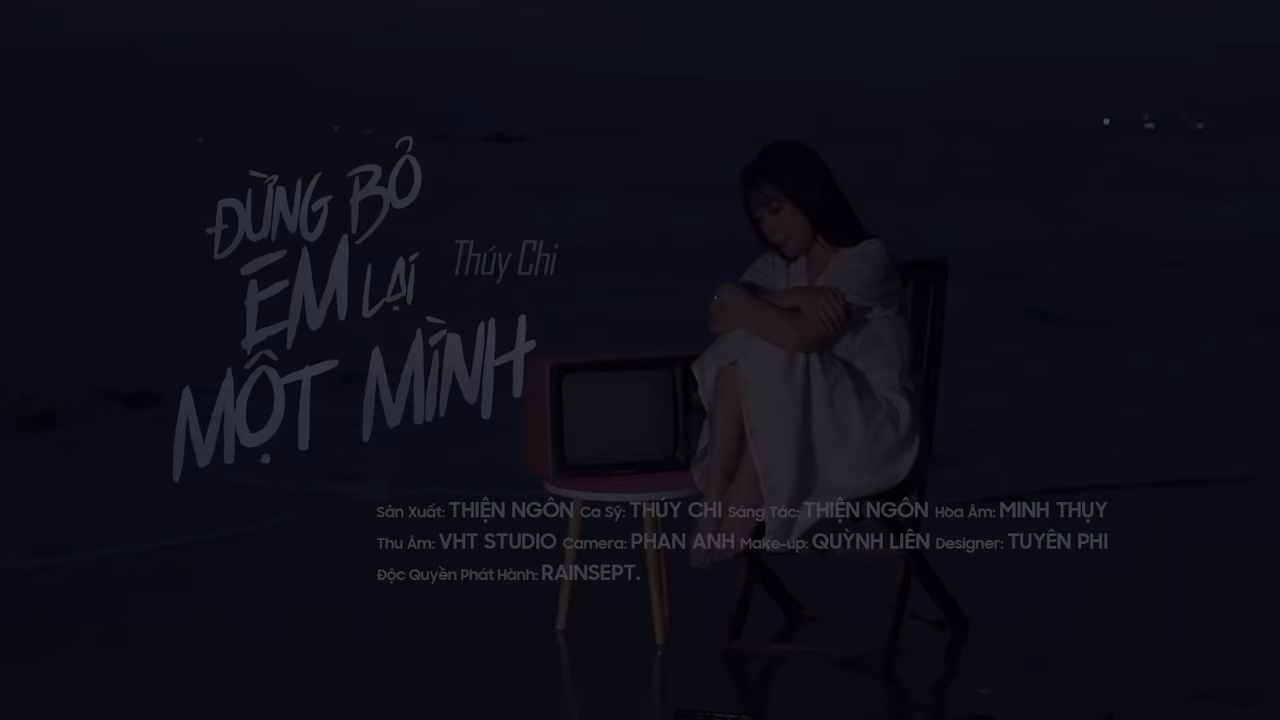 ĐỪNG BỎ
EM LẠI
Thúy Chi
MỘT MÌNH
Sản Xuất: THIỆN NGÔN Ca Sỹ: THÚY CHI Sáng Tác: THIỆN NGÔN Hòa Âm: MINH THỤY
Thu Âm: VHT STUDIO Camera: PHAN ANH Make-up: QUỲNH LIÊN Designer: TUYÊN PHI
Độc Quyền Phát Hành: RAINSEPT.